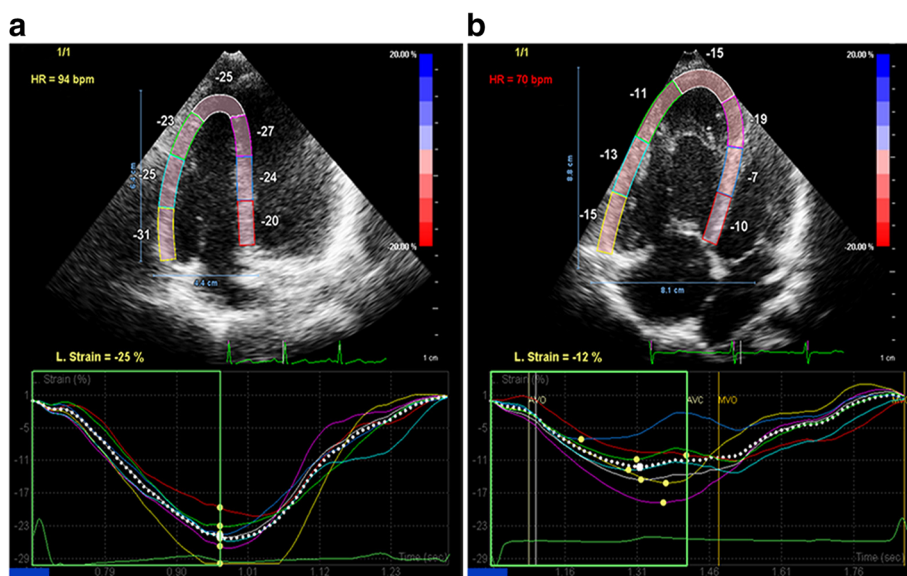 a
1/1
20.00 %
HR = 94 bpm
-25
-23
-27
-25
-24
-31
-20
4.4 cm
-20.00 %
L. Strain = -25 %
1 cm
L. Strain (%)
-5
-11
-17
-23
-29
0.79
0.90
1.01
1.12
1.23
Time (sec)
b
1/1
-15
20.00 %
HR = 70 bpm
-11
-19
-13
8.8 cm
-7
-15
-10
8.1 cm
-20.00 %
L. Strain = -12 %
1 cm
L. Strain (%)
1
AVO
AVC
MVO
-5
-11
-17
-23
-29
1.16
1.31
1.46
1.61
1.76
Time (sec)